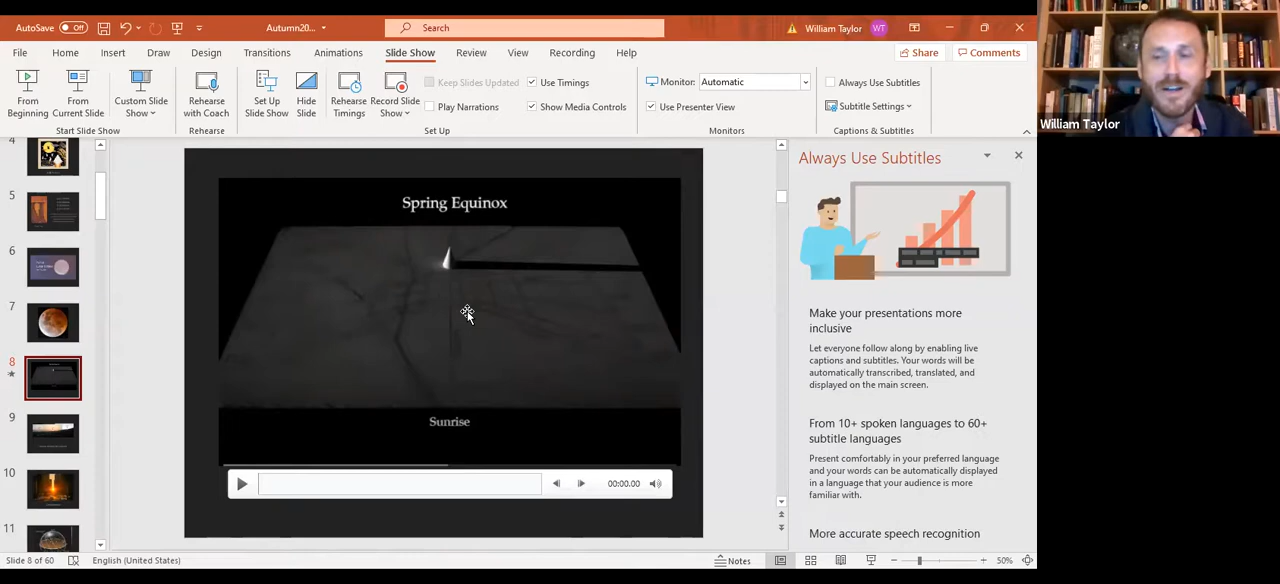 AutoSave Off Autumn20... Search William Taylor WT
File Home Insert Draw Design Transitions Animations Slide Show Review View Recording Help Share Comments
From Beginning
From Current Slide
Custom Slide Show
Start Slide Show
Rehearse with Coach
Rehearse
Set Up Slide Show
Hide Slide
Rehearse Timings
Record Slide Show
Keep Slides Updated
Play Narrations
Use Timings
Show Media Controls
Set Up
Monitor: Automatic
Use Presenter View
Monitors
Always Use Subtitles
Subtitle Settings
Captions & Subtitles
William Taylor
4
5
6
7
8
9
10
11
Spring Equinox
Sunrise
00:00.00
Always Use Subtitles
Make your presentations more
inclusive
Let everyone follow along by enabling live
captions and subtitles. Your words will be
automatically transcribed, translated, and
displayed on the main screen.
From 10+ spoken languages to 60+
subtitle languages
Present comfortably in your preferred language
and your words can be automatically displayed
in a language that your audience is more
familiar with.
More accurate speech recognition
Slide 8 of 60 English (United States) Notes 50%